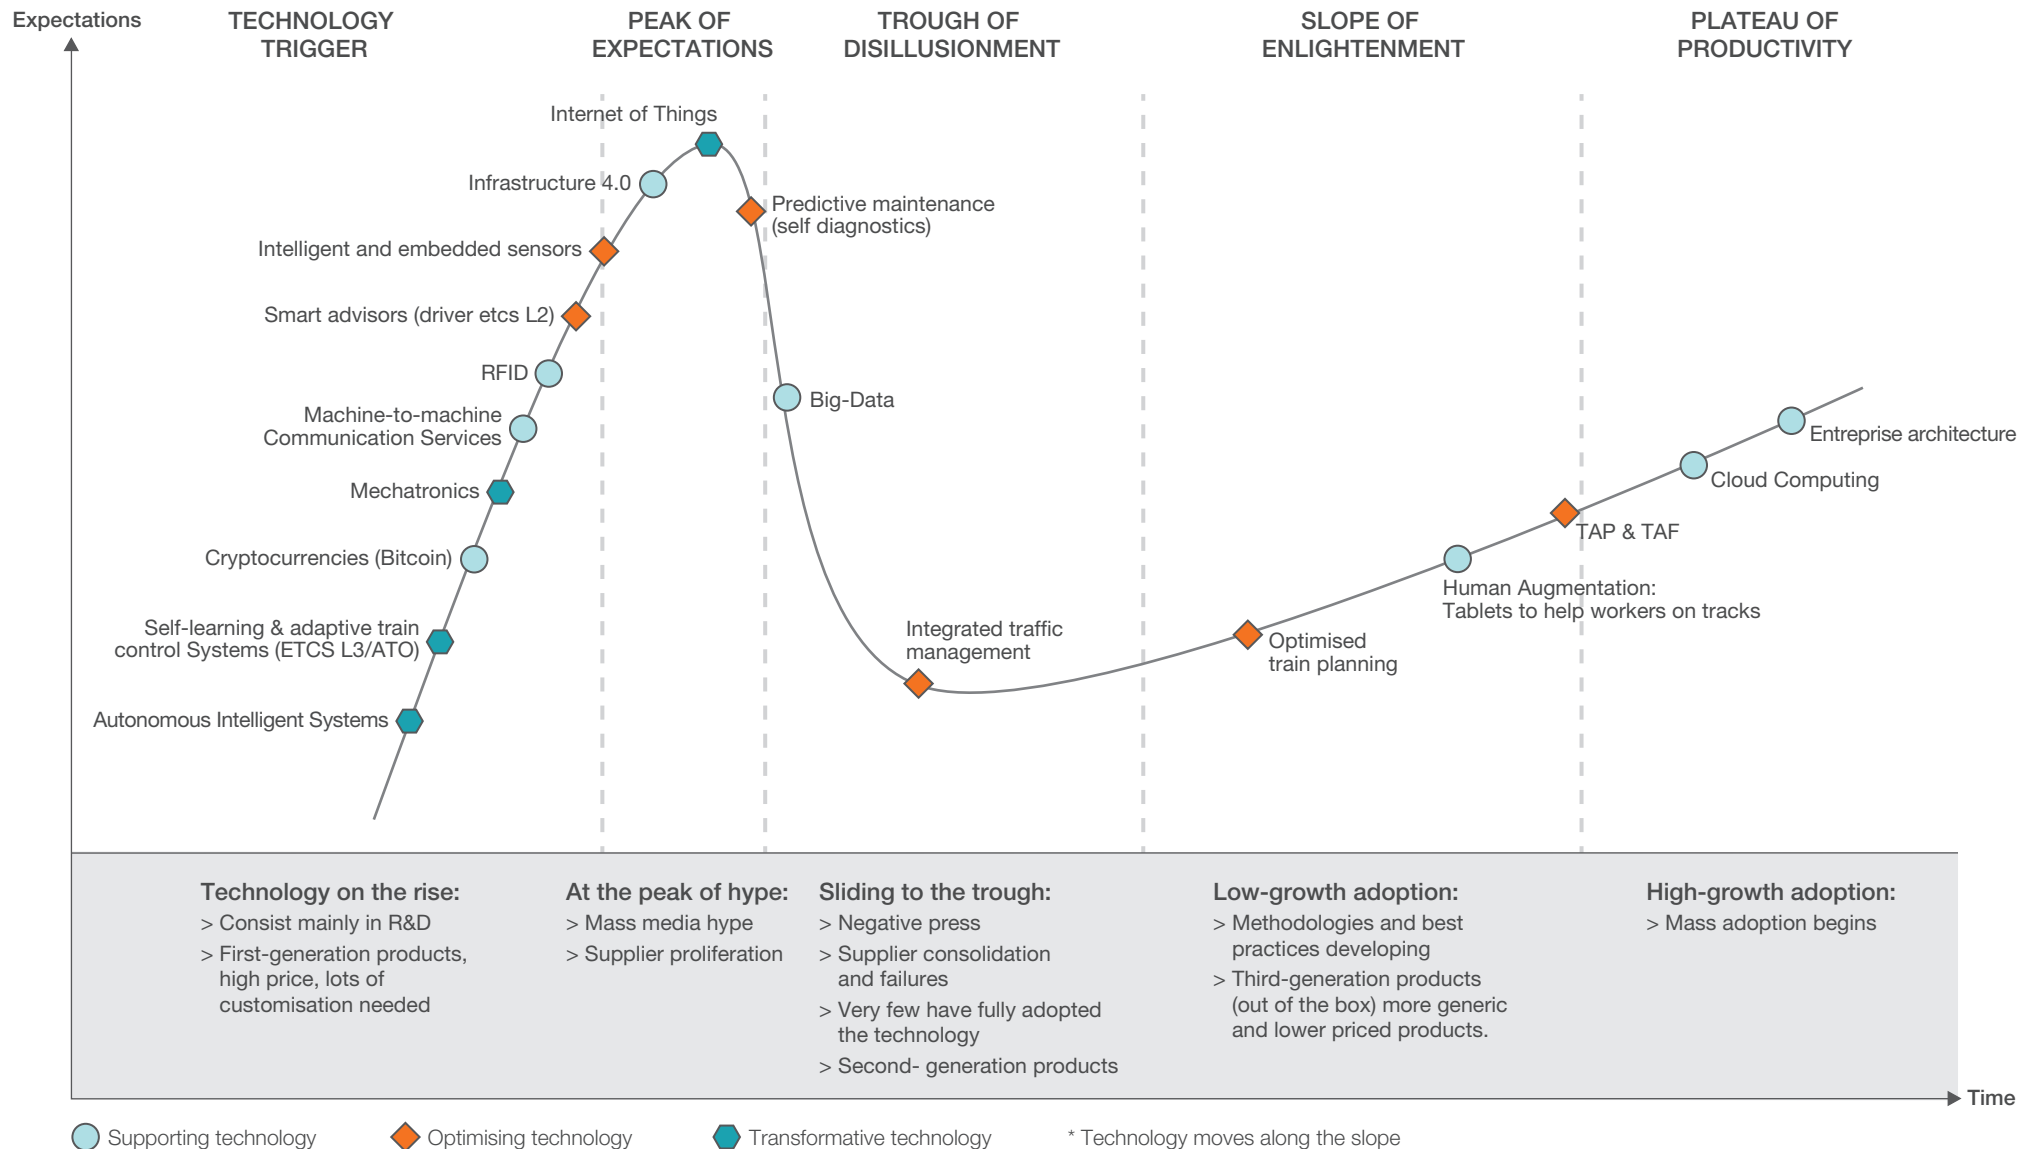 Expectations
TECHNOLOGY
TRIGGER
PEAK OF
EXPECTATIONS
TROUGH OF
DISILLUSIONMENT
SLOPE OF
ENLIGHTENMENT
PLATEAU OF
PRODUCTIVITY
Internet of Things
Infrastructure 4.0
Predictive maintenance
(self diagnostics)
Intelligent and embedded sensors
Smart advisors (driver etcs L2)
RFID
Machine-to-machine
Communication Services
Big-Data
Mechatronics
Cryptocurrencies (Bitcoin)
Self-learning & adaptive train
control Systems (ETCS L3/ATO)
Autonomous Intelligent Systems
Integrated traffic
management
Optimised
train planning
Human Augmentation:
Tablets to help workers on tracks
TAP & TAF
Cloud Computing
Entreprise architecture
Technology on the rise:
> Consist mainly in R&D
> First-generation products,
high price, lots of
customisation needed
At the peak of hype:
> Mass media hype
> Supplier proliferation
Sliding to the trough:
> Negative press
> Supplier consolidation
and failures
> Very few have fully adopted
the technology
> Second- generation products
Low-growth adoption:
> Methodologies and best
practices developing
> Third-generation products
(out of the box) more generic
and lower priced products.
High-growth adoption:
> Mass adoption begins
Time
Supporting technology
Optimising technology
Transformative technology
* Technology moves along the slope